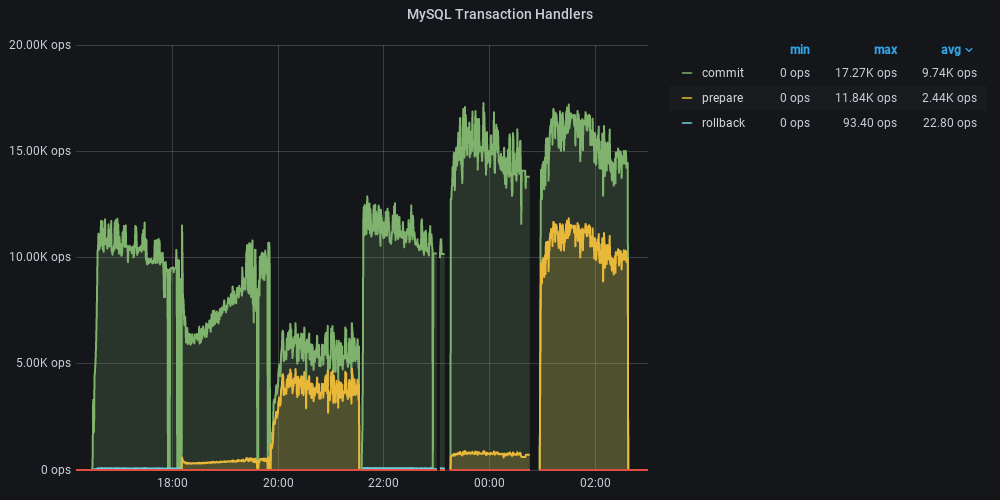 MySQL Transaction Handlers
20.00K ops
15.00K ops
10.00K ops
5.00K ops
0 ops
18:00 20:00 22:00 00:00 02:00
min max avg
commit 0 ops 17.27K ops 9.74K ops
prepare 0 ops 11.84K ops 2.44K ops
rollback 0 ops 93.40 ops 22.80 ops